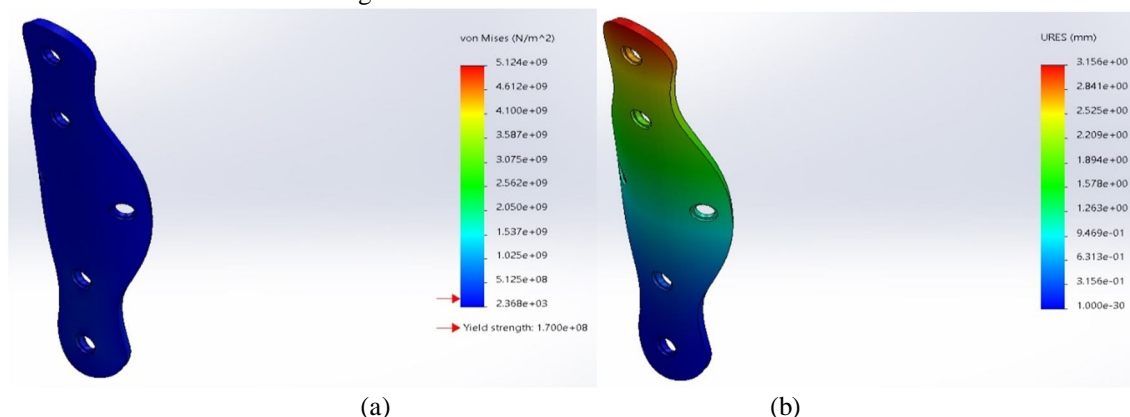 von Mises (N/m^2)
5.124e+09
4.612e+09
4.100e+09
3.587e+09
3.075e+09
2.562e+09
2.050e+09
1.537e+09
1.025e+09
5.125e+08
2.368e+03
Yield strength: 1.700e+08
URES (mm)
3.156e+00
2.841e+00
2.525e+00
2.209e+00
1.894e+00
1.578e+00
1.263e+00
9.469e-01
6.313e-01
3.156e-01
1.000e-30
(a)
(b)